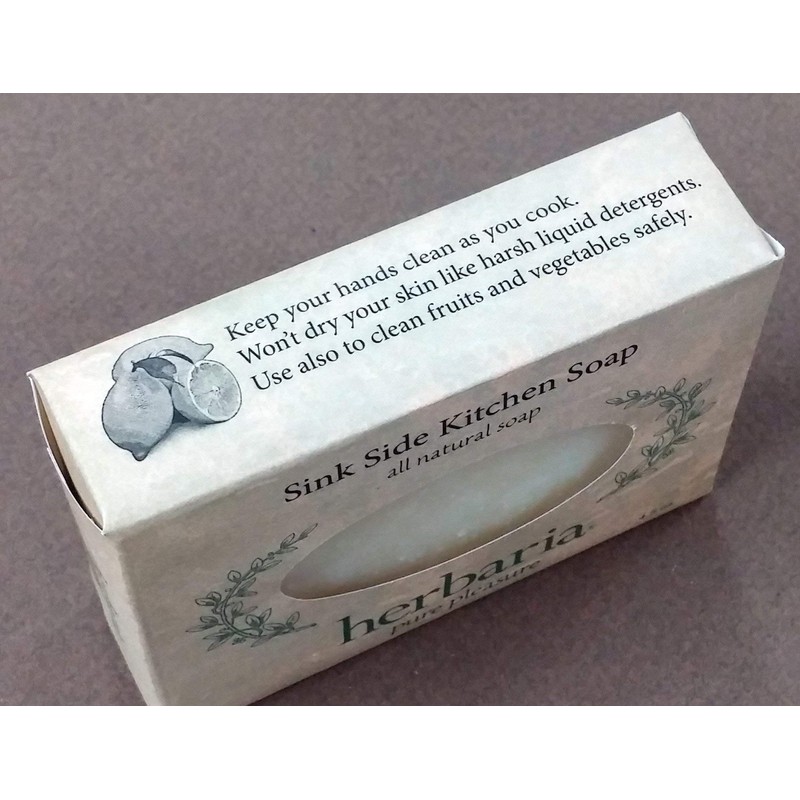 Keep your hands clean as you cook.
Won't dry your skin like harsh liquid detergents.
Use also to clean fruits and vegetables safely.
Sink Side Kitchen Soap
all natural soap
herbaria
pure pleasure